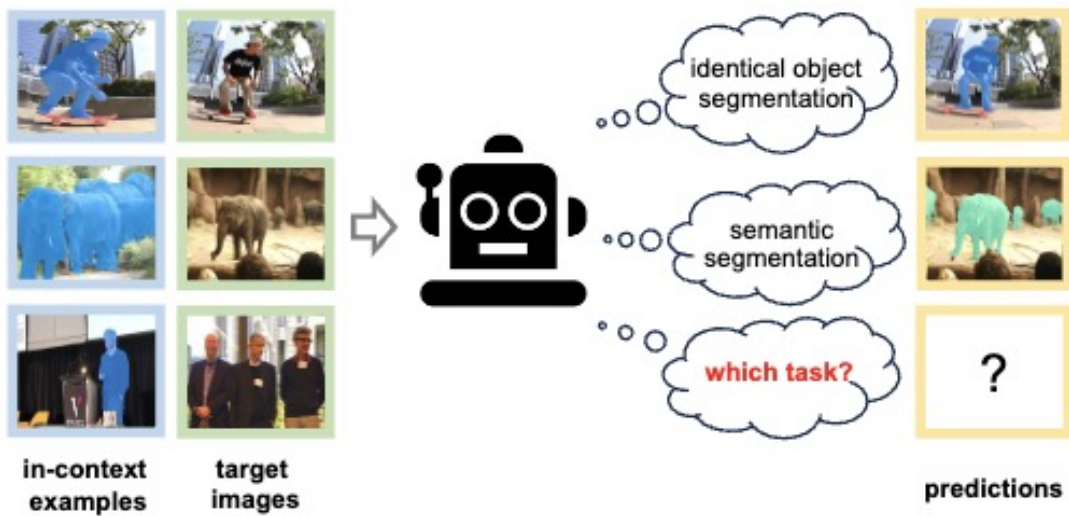 identical object
segmentation
semantic
segmentation
which task?
?
in-context
examples
target
images
predictions